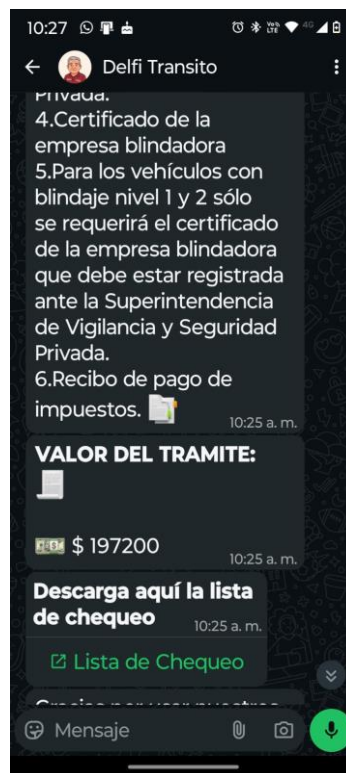 10:27
VoLTE 4G
Delfi Transito
Privada.
4.Certificado de la
empresa blindadora
5.Para los vehículos con
blindaje nivel 1 y 2 sólo
se requerirá el certificado
de la empresa blindadora
que debe estar registrada
ante la Superintendencia
de Vigilancia y Seguridad
Privada.
6.Recibo de pago de
impuestos.
10:25 a. m.
VALOR DEL TRAMITE:
$ 197200
10:25 a. m.
Descarga aquí la lista
de chequeo
10:25 a. m.
Lista de Chequeo
Mensaje